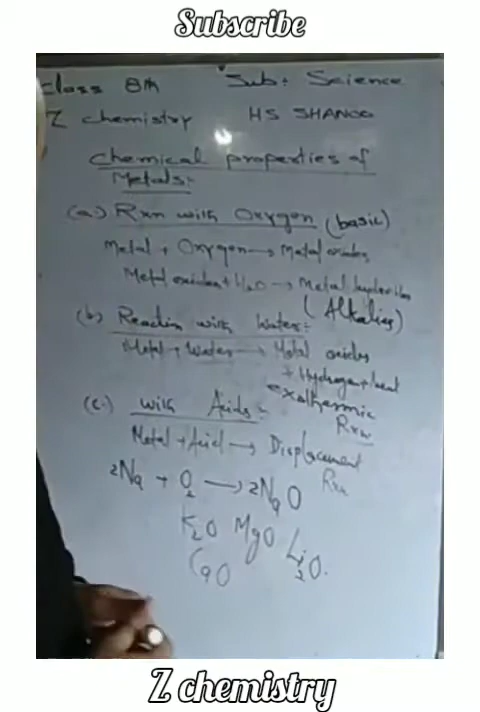 Subscribe
Class 8th Sub: Science
Z chemistry HS SHANOO
Chemical properties of
Metals:-
(a.) Rxn with Oxygen (basic)
Metal + Oxygen → Metal oxides
Metal oxides + H2O → Metal hydroxides
(Alkalies)
(b.) Reaction with Water:-
Metal + Water → Metal oxides
+ Hydrogen + heat
exothermic
Rxn
(c.) With Acids:-
Metal + Acid → Displacement
Rxn
2Na + O2 → 2Na O
K2O MgO Li2O.
CaO
Z chemistry